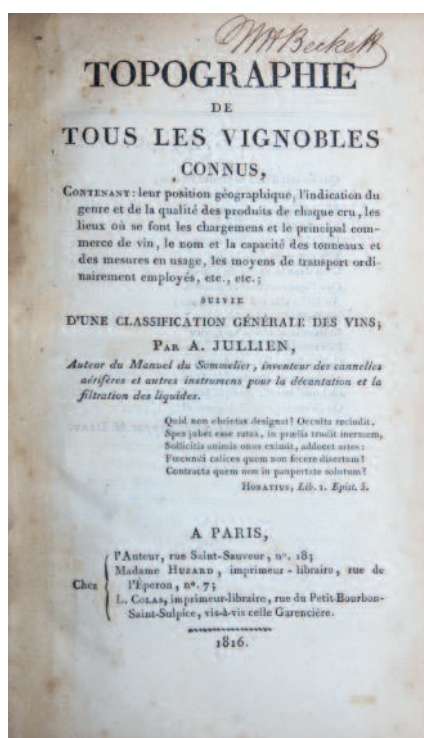 WHBeckett
TOPOGRAPHIE
DE
TOUS LES VIGNOBLES
CONNUS,
CONTENANT : leur position géographique, l'indication du
genre et de la qualité des produits de chaque cru, les
lieux où se font les chargemens et le principal com-
merce de vin, le nom et la capacité des tonneaux et
des mesures en usage, les moyens de transport ordi-
nairement employés, etc., etc. ;
SUIVIE
D'UNE CLASSIFICATION GÉNÉRALE DES VINS;
PAR A. JULLIEN,
Auteur du Manuel du Sommelier, inventeur des cannelles
aérifères et autres instrumens pour la décantation et la
filtration des liquides.
Quid non ebrietas designat? Occulta recludit,
Spes jubet esse ratas, in prælia trudit inermem,
Sollicitis animis onus eximit, addocet artes :
Fœcundi calices quem non fecere disertum?
Contracta quem non in paupertate solutum?
HORATIUS, Lib. 1. Epist. 5.
A PARIS,
Chez
l'Auteur, rue Saint-Sauveur, n°. 18;
Madame HUZARD, imprimeur-libraire, rue de
l'Éperon, n°. 7;
L. COLAS, imprimeur-libraire, rue du Petit-Bourbon-
Saint-Sulpice, vis-à-vis celle Garencière.
1816.